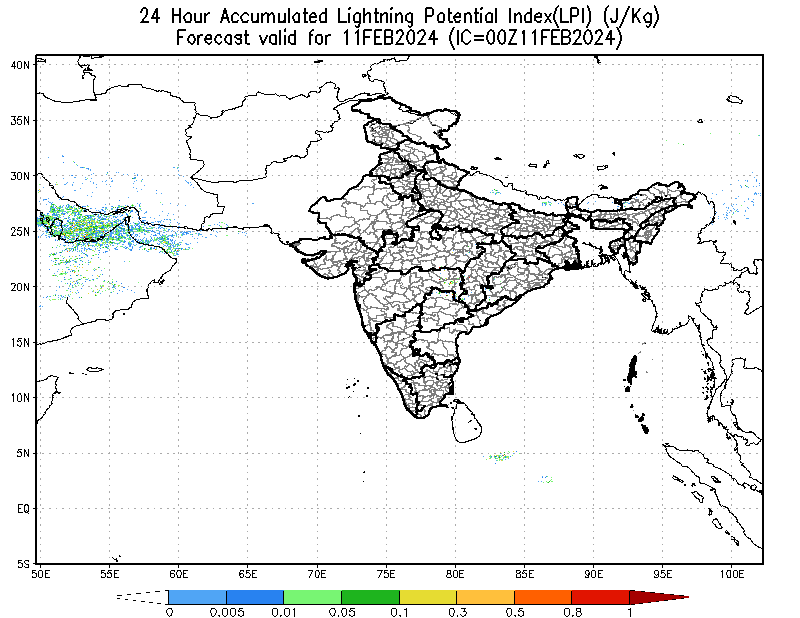 24 Hour Accumulated Lightning Potential Index(LPI) (J/Kg)
Forecast valid for 11FEB2024 (IC=00Z11FEB2024)
40N
35N
30N
25N
20N
15N
10N
5N
EQ
5S
50E 55E 60E 65E 70E 75E 80E 85E 90E 95E 100E
0 0.005 0.01 0.05 0.1 0.3 0.5 0.8 1